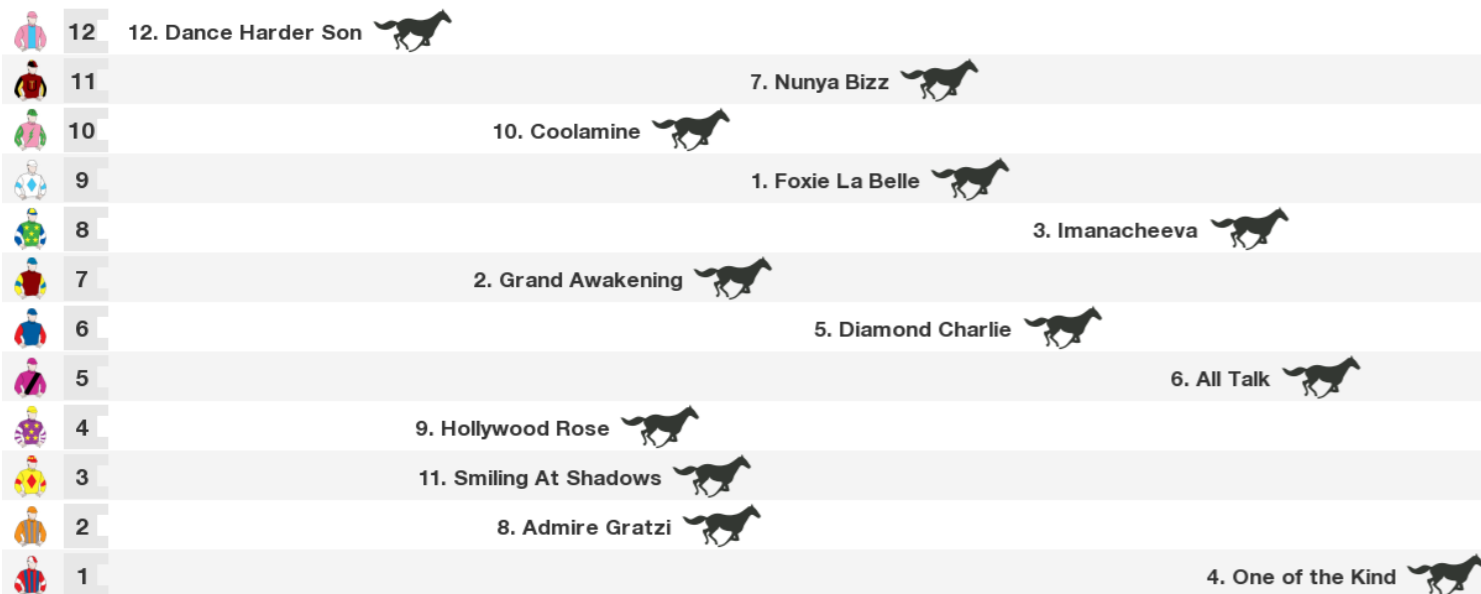 12 12. Dance Harder Son
11 7. Nunya Bizz
10 10. Coolamine
9 1. Foxie La Belle
8 3. Imanacheeva
7 2. Grand Awakening
6 5. Diamond Charlie
5 6. All Talk
4 9. Hollywood Rose
3 11. Smiling At Shadows
2 8. Admire Gratzi
1 4. One of the Kind